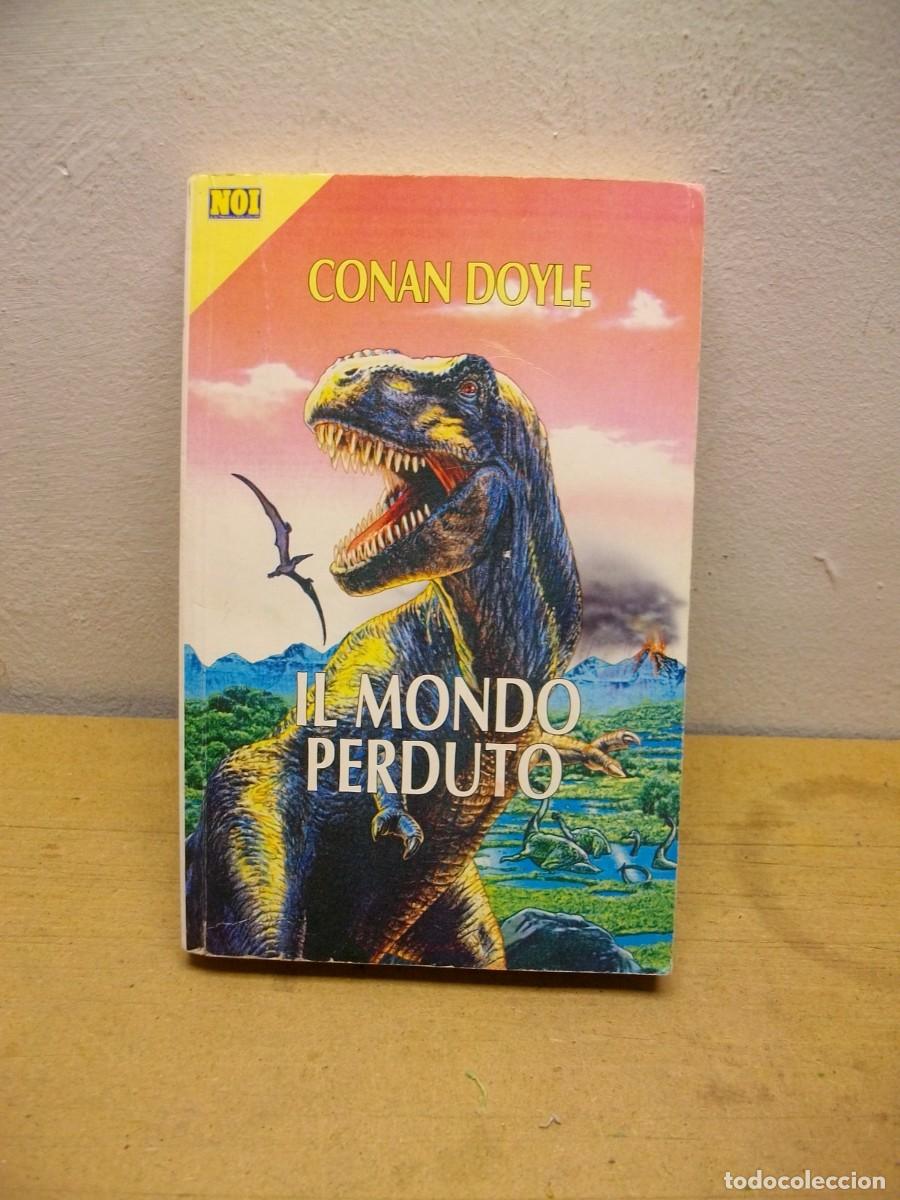 NOI
CONAN DOYLE
IL MONDO
PERDUTO
todocoleccion